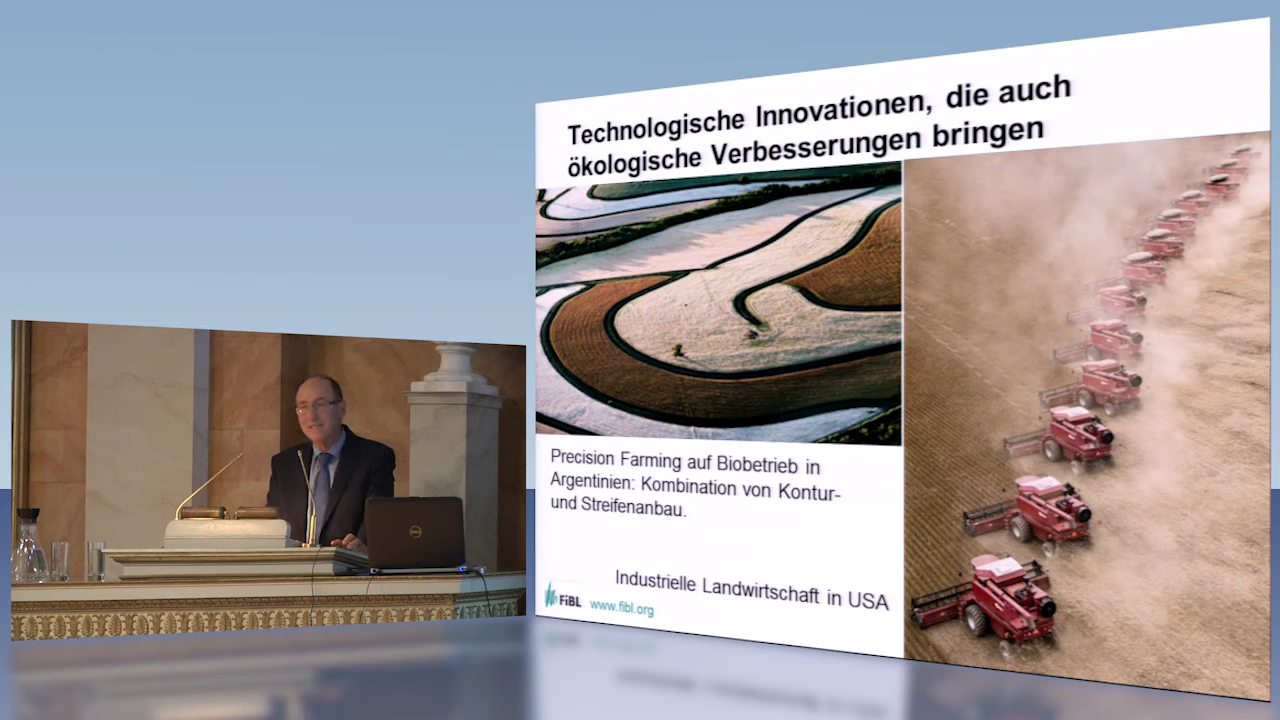 Technologische Innovationen, die auch
ökologische Verbesserungen bringen
Precision Farming auf Biobetrieb in
Argentinien: Kombination von Kontur-
und Streifenanbau.
Industrielle Landwirtschaft in USA
FiBL www.fibl.org
DELL